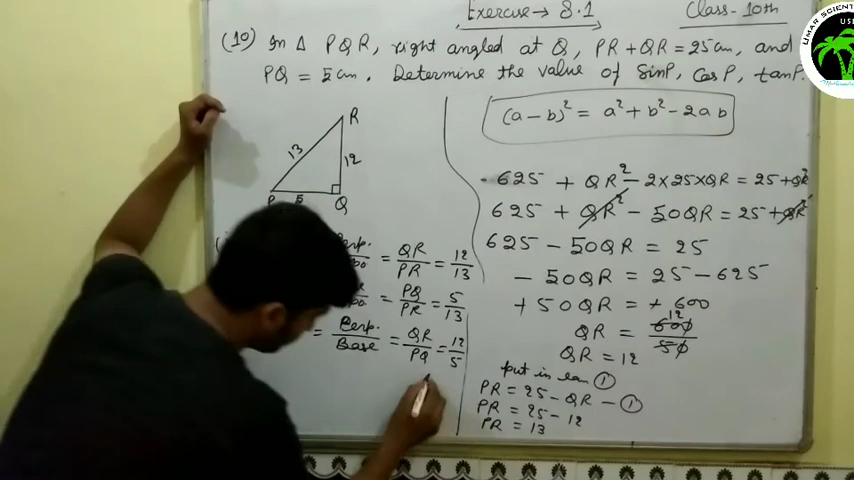 Exercise → 8.1
Class - 10th
(10) In Δ PQR, right angled at Q, PR + QR = 25 cm, and
PQ = 5 cm. Determine the value of SinP, CosP, tanP.
R
13
12
5
Q
Perp. = QR/PR = 12/13
= PQ/PR = 5/13
= Perp./Base = QR/PQ = 12/5
(a - b)² = a² + b² - 2ab
625 + QR² - 2×25×QR = 25 + QR²
625 + QR² - 50QR = 25 + QR²
625 - 50QR = 25
- 50QR = 25 - 625
+ 50QR = + 600
QR = 600/50 12
QR = 12
put in ean ①
PR = 25 - QR - ①
PR = 25 - 12
PR = 13
UMAR SCIEN